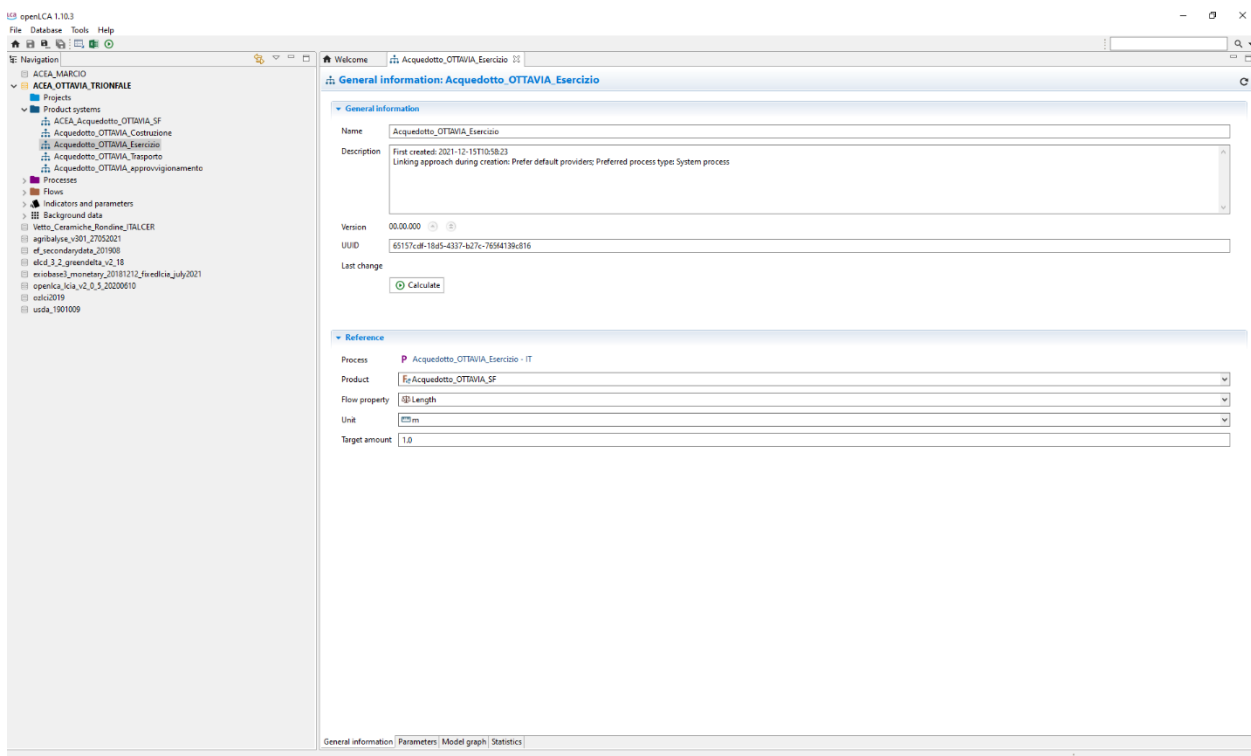 openLCA 1.10.3
File Database Tools Help
Navigation
ACEA_MARCIO
ACEA_OTTAVIA_TRIONFALE
Projects
Product systems
ACEA_Acquedotto_OTTAVIA_SF
Acquedotto_OTTAVIA_Costruzione
Acquedotto_OTTAVIA_Esercizio
Acquedotto_OTTAVIA_Trasporto
Acquedotto_OTTAVIA_approvvigionamento
Processes
Flows
Indicators and parameters
Background data
Vetto_Ceramiche_Rondine_ITALCER
agribalyse_v301_27052021
ef_secondarydata_201908
elcd_3_2_greendelta_v2_18
exiobase3_monetary_20181212_fixedlcia_july2021
openlca_lcia_v2_0_5_20200610
ozlci2019
usda_1901009
Welcome
Acquedotto_OTTAVIA_Esercizio
General information: Acquedotto_OTTAVIA_Esercizio
General information
Name Acquedotto_OTTAVIA_Esercizio
Description First created: 2021-12-15T10:58:23
Linking approach during creation: Prefer default providers; Preferred process type: System process
Version 00.00.000
UUID 65157cdf-18d5-4337-b27c-765f4139c816
Last change
Calculate
Reference
Process P Acquedotto_OTTAVIA_Esercizio - IT
Product Acquedotto_OTTAVIA_SF
Flow property Length
Unit m
Target amount 1.0
General information Parameters Model graph Statistics